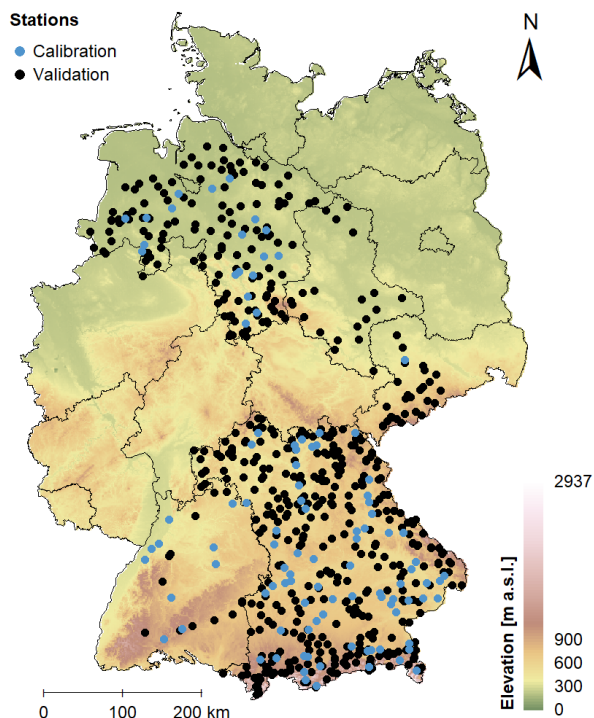 Stations
Calibration
Validation
N
2937
900
600
300
0
Elevation [m a.s.l.]
0 100 200 km